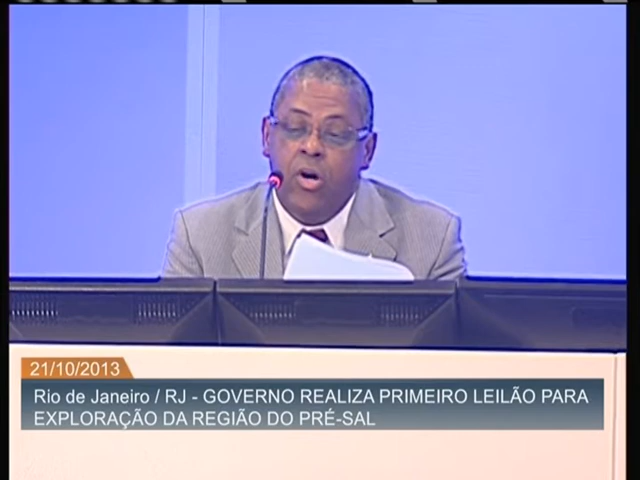 21/10/2013
Rio de Janeiro / RJ - GOVERNO REALIZA PRIMEIRO LEILÃO PARA
EXPLORAÇÃO DA REGIÃO DO PRÉ-SAL